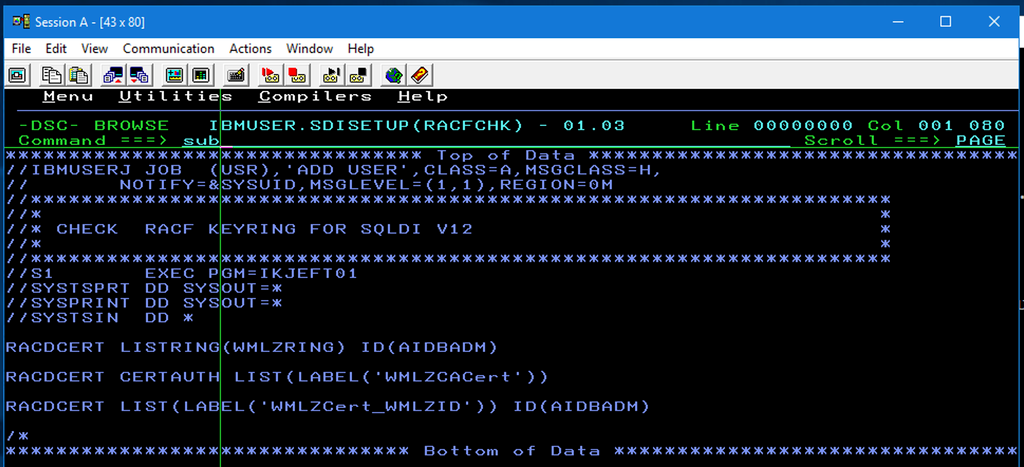 Session A - [43 x 80]
File Edit View Communication Actions Window Help
Menu Utilities Compilers Help
-DSC- BROWSE IBMUSER.SDISETUP(RACFCHK) - 01.03 Line 00000000 Col 001 080
Command ===> sub Scroll ===> PAGE
********************************* Top of Data **********************************
//IBMUSERJ JOB (USR),'ADD USER',CLASS=A,MSGCLASS=H,
// NOTIFY=&SYSUID,MSGLEVEL=(1,1),REGION=0M
//*******************************************************************
//* *
//* CHECK RACF KEYRING FOR SQLDI V12 *
//* *
//*******************************************************************
//S1 EXEC PGM=IKJEFT01
//SYSTSPRT DD SYSOUT=*
//SYSPRINT DD SYSOUT=*
//SYSTSIN DD *
RACDCERT LISTRING(WMLZRING) ID(AIDBADM)
RACDCERT CERTAUTH LIST(LABEL('WMLZCACert'))
RACDCERT LIST(LABEL('WMLZCert_WMLZID')) ID(AIDBADM)
/*
******************************** Bottom of Data ********************************